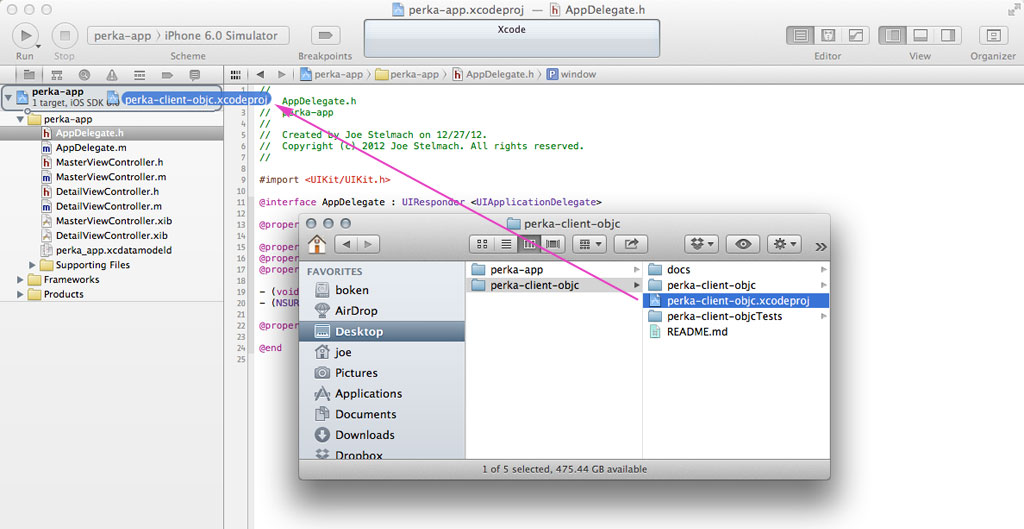 perka-app.xcodeproj — AppDelegate.h
Run
Stop
perka-app iPhone 6.0 Simulator
Scheme
Breakpoints
Xcode
Editor
View
Organizer
perka-app perka-app AppDelegate.h window
perka-app
1 target, iOS SDK 6.0
perka-client-objc.xcodeproj
perka-app
AppDelegate.h
AppDelegate.m
MasterViewController.h
MasterViewController.m
DetailViewController.h
DetailViewController.m
MasterViewController.xib
DetailViewController.xib
perka_app.xcdatamodeld
Supporting Files
Frameworks
Products
1 //
// AppDelegate.h
3 // perka-app
4 //
5 // Created by Joe Stelmach on 12/27/12.
6 // Copyright (c) 2012 Joe Stelmach. All rights reserved.
7 //
8
9 #import <UIKit/UIKit.h>
10
11 @interface AppDelegate : UIResponder <UIApplicationDelegate>
12
13 @proper
14
15 @proper
16 @proper
17 @proper
18
19 - (void
20 - (NSUR
21
22 @proper
23
24 @end
25
perka-client-objc
FAVORITES
boken
AirDrop
Desktop
joe
Pictures
Applications
Documents
Downloads
Dropbox
perka-app
perka-client-objc
docs
perka-client-objc
perka-client-objc.xcodeproj
perka-client-objcTests
README.md
1 of 5 selected, 475.44 GB available